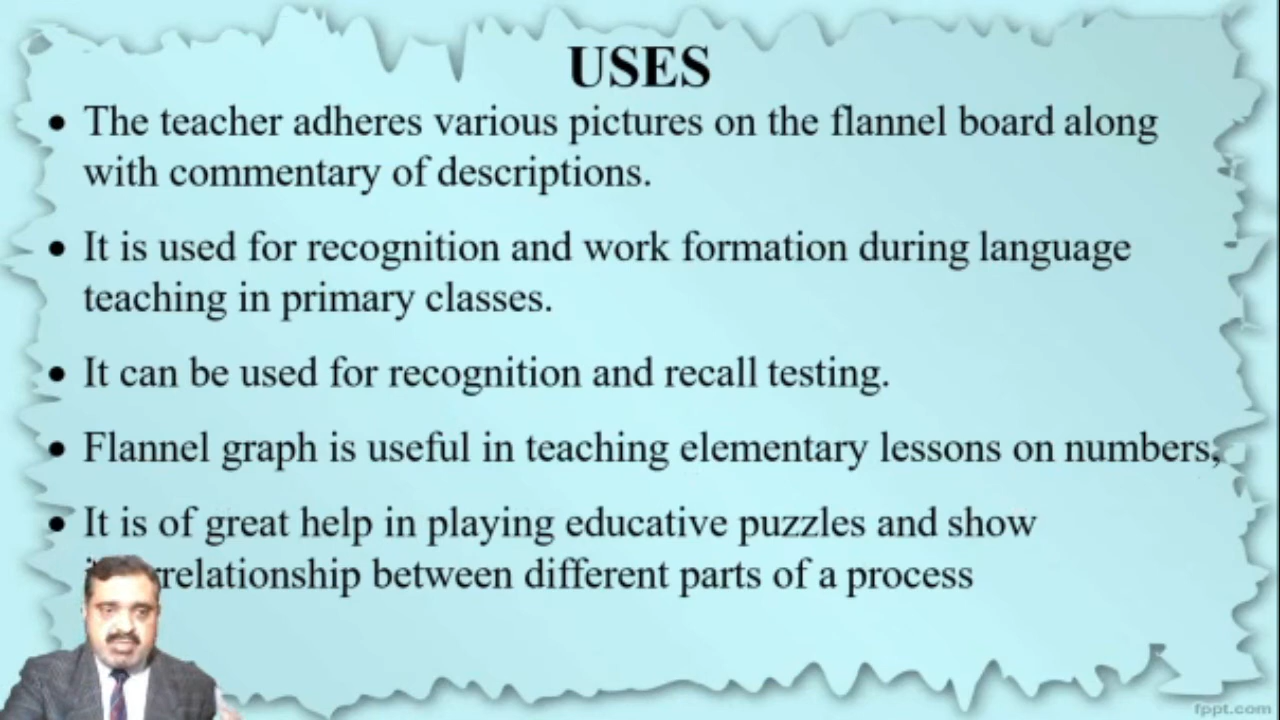 USES
• The teacher adheres various pictures on the flannel board along
with commentary of descriptions.
• It is used for recognition and work formation during language
teaching in primary classes.
• It can be used for recognition and recall testing.
• Flannel graph is useful in teaching elementary lessons on numbers,
• It is of great help in playing educative puzzles and show
between different parts of a process
fppt.com